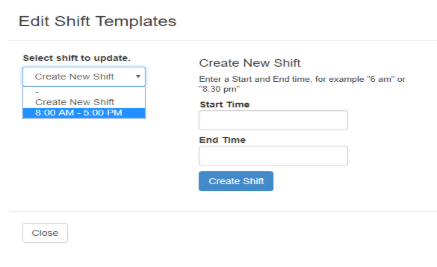 Edit Shift Templates
Select shift to update.
Create New Shift
-
Create New Shift
8:00 AM - 5:00 PM
Create New Shift
Enter a Start and End time, for example "6 am" or
"8:30 pm"
Start Time
End Time
Create Shift
Close